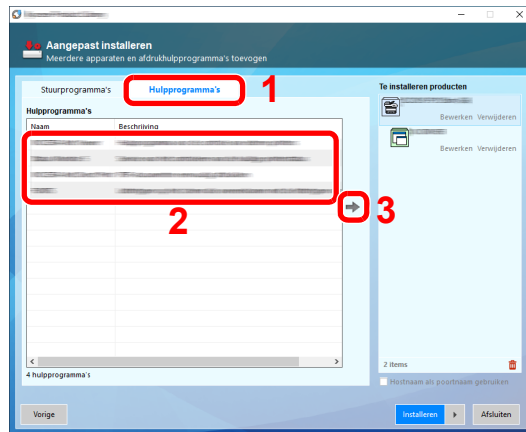 Aangepast installeren
Meerdere apparaten en afdrukhulpprogramma's toevogen
Stuurprogramma's
Hulpprogramma's
1
Te installeren producten
Hulpprogramma's
Naam
Beschrijving
Bewerken Verwijderen
Bewerken Verwijderen
2
3
4 hulpprogramma's
2 items
Hostnaam als poortnaam gebruiken
Vorige
Installeren
Afsluiten